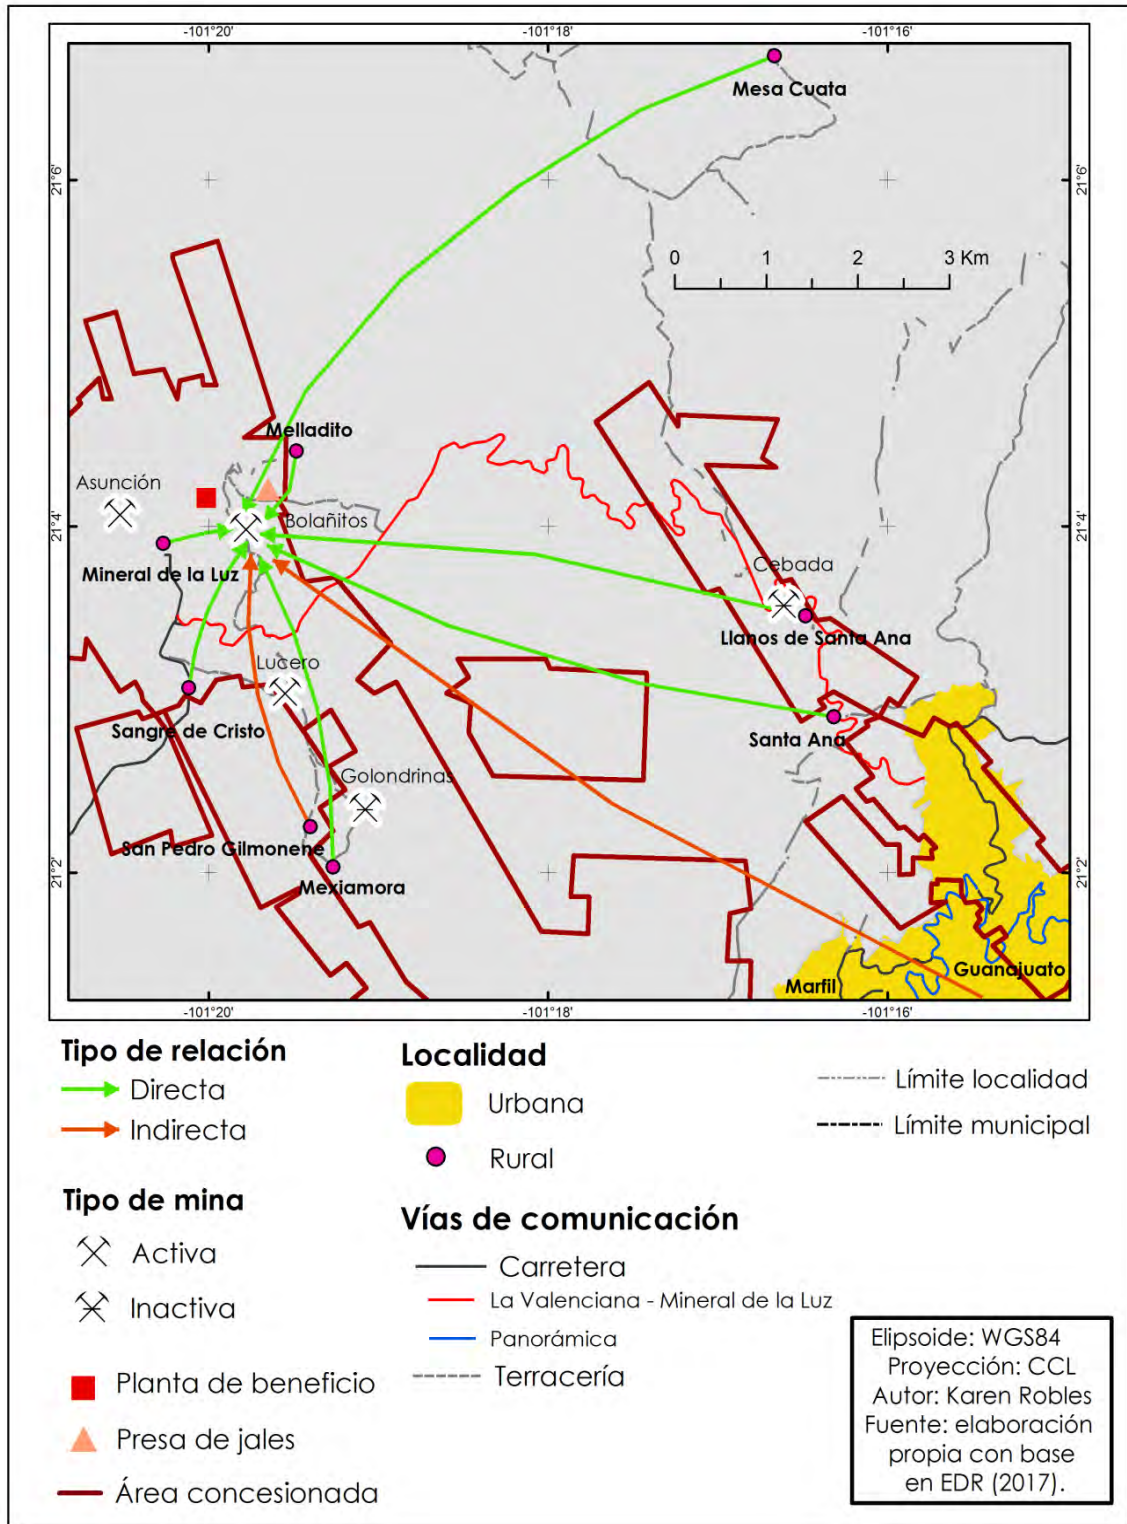 -101°20'
-101°18'
-101°16'
Mesa Cuata
21°6'
21°6'
0
1
2
3 Km
Melladito
Asunción
Bolañitos
21°4'
21°4'
Mineral de la Luz
Cebada
Llanos de Santa Ana
Lucero
Sangre de Cristo
Santa Ana
Golondrinas
San Pedro Gilmonene
21°2'
21°2'
Mexiamora
Guanajuato
Marfil
-101°20'
-101°18'
-101°16'
Tipo de relación
Directa
Indirecta
Tipo de mina
Activa
Inactiva
Planta de beneficio
Presa de jales
Área concesionada
Localidad
Urbana
Rural
Vías de comunicación
Carretera
La Valenciana - Mineral de la Luz
Panorámica
Terracería
Límite localidad
Límite municipal
Elipsoide: WGS84
Proyección: CCL
Autor: Karen Robles
Fuente: elaboración
propia con base
en EDR (2017).